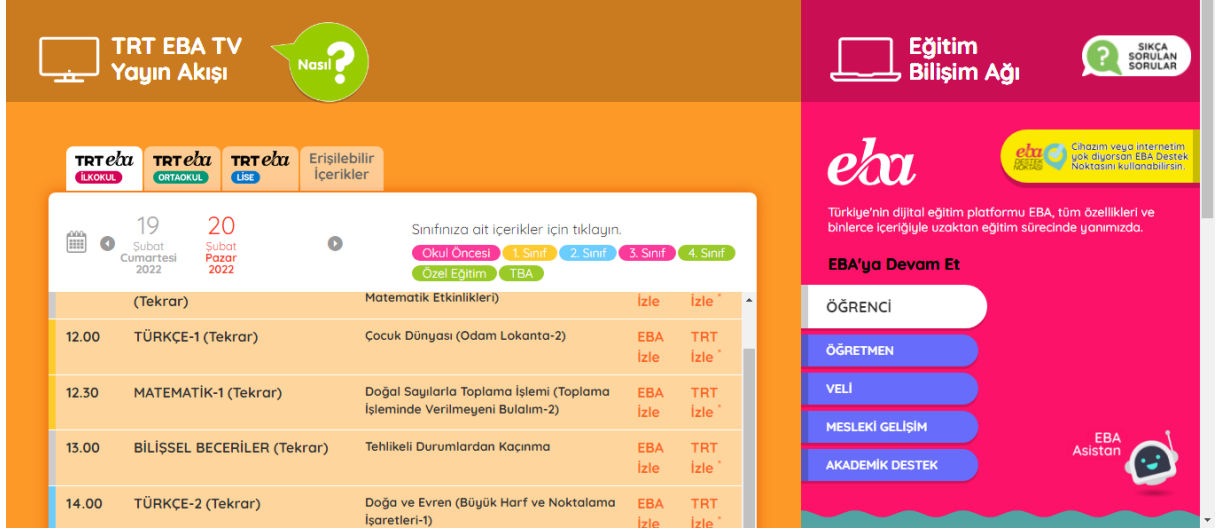 TRT EBA TV
Yayın Akışı
Nasıl ?
Eğitim
Bilişim Ağı
?
SIKÇA
SORULAN
SORULAR
TRT eba
İLKOKUL
TRT eba
ORTAOKUL
TRT eba
LİSE
Erişilebilir
İçerikler
19
Şubat
Cumartesi
2022
20
Şubat
Pazar
2022
Sınıfınıza ait içerikler için tıklayın.
Okul Öncesi 1. Sınıf 2. Sınıf 3. Sınıf 4. Sınıf
Özel Eğitim TBA
(Tekrar) Matematik Etkinlikleri) İzle İzle *
12.00 TÜRKÇE-1 (Tekrar) Çocuk Dünyası (Odam Lokanta-2) EBA TRT
İzle İzle *
12.30 MATEMATİK-1 (Tekrar) Doğal Sayılarla Toplama İşlemi (Toplama EBA TRT
İşleminde Verilmeyeni Bulalım-2) İzle İzle *
13.00 BİLİŞSEL BECERİLER (Tekrar) Tehlikeli Durumlardan Kaçınma EBA TRT
İzle İzle *
14.00 TÜRKÇE-2 (Tekrar) Doğa ve Evren (Büyük Harf ve Noktalama EBA TRT
İşaretleri-1) İzle İzle *
eba
eba
DESTEK
NOKTASI
Cihazım veya internetim
yok diyorsan EBA Destek
Noktasını kullanabilirsin.
Türkiye'nin dijital eğitim platformu EBA, tüm özellikleri ve
binlerce içeriğiyle uzaktan eğitim sürecinde yanımızda.
EBA'ya Devam Et
ÖĞRENCİ
ÖĞRETMEN
VELİ
MESLEKİ GELİŞİM
AKADEMİK DESTEK
EBA
Asistan